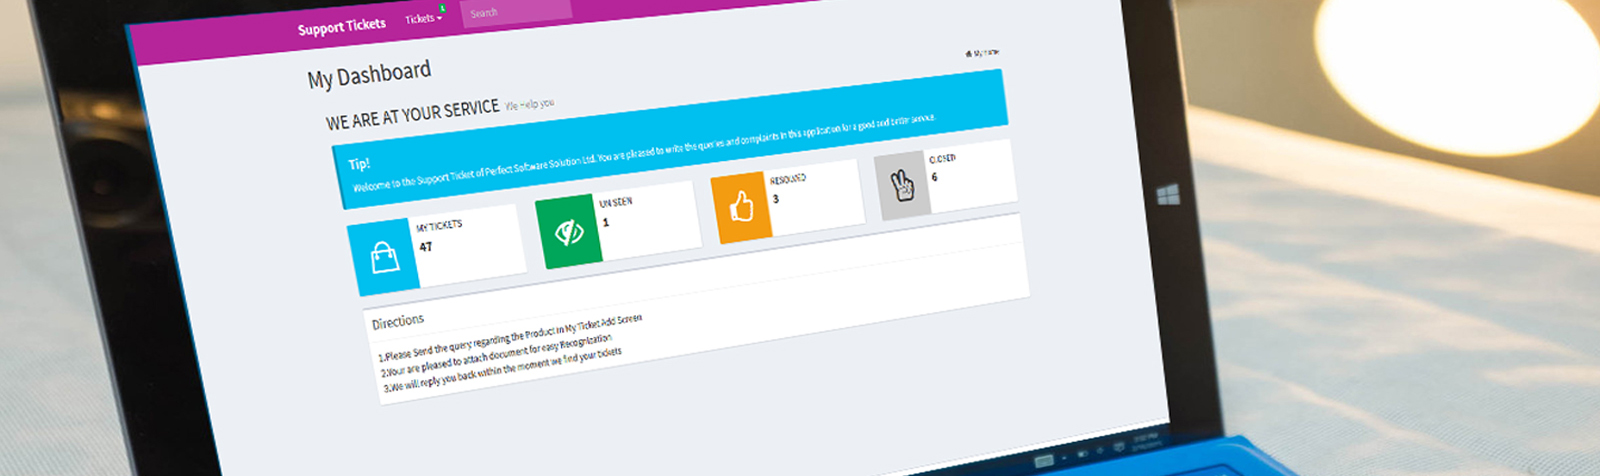 Support Tickets
Tickets
1
Search
My Dashboard
My Home
WE ARE AT YOUR SERVICE We Help you
Tip!
Welcome to the Support Ticket of Perfect Software Solution Ltd. You are plrased to write the queries and complaints in this application for a good and better service.
MY TICKETS
47
UN SEEN
1
RESOLVED
3
CLOSED
6
Directions
1.Please Send the query regarding the Product in My Ticket Add Screen
2.Your are pleased to attach document for easy Recognization
3.We will reply you back within the moment we find your tickets